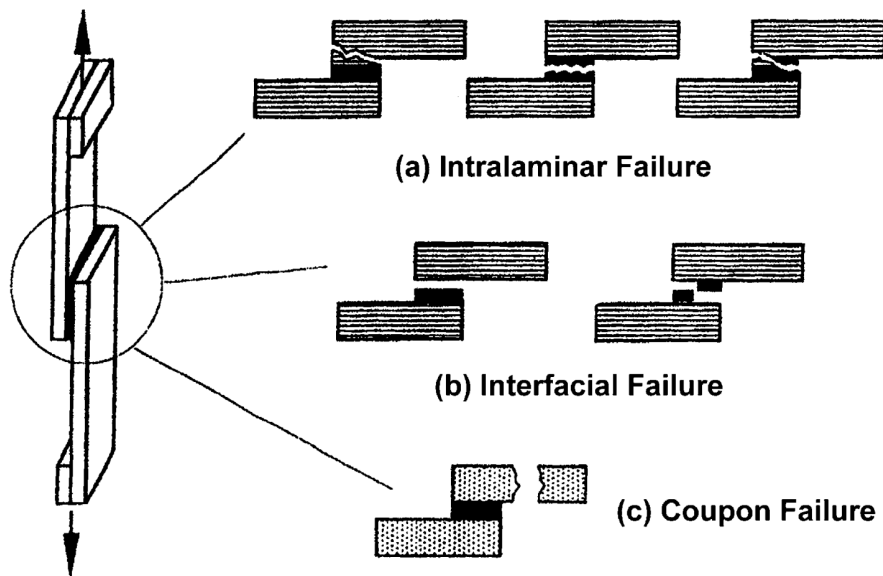 (a) Intralaminar Failure
(b) Interfacial Failure
(c) Coupon Failure